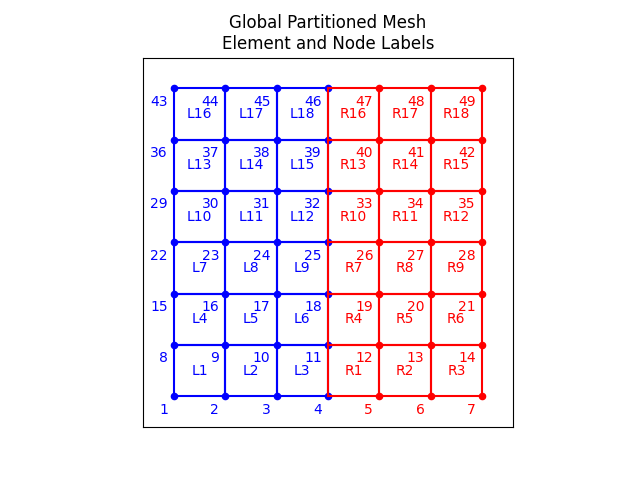 Global Partitioned Mesh
Element and Node Labels
43 44 45 46 47 48 49
L16 L17 L18 R16 R17 R18
36 37 38 39 40 41 42
L13 L14 L15 R13 R14 R15
29 30 31 32 33 34 35
L10 L11 L12 R10 R11 R12
22 23 24 25 26 27 28
L7 L8 L9 R7 R8 R9
15 16 17 18 19 20 21
L4 L5 L6 R4 R5 R6
8 9 10 11 12 13 14
L1 L2 L3 R1 R2 R3
1 2 3 4 5 6 7